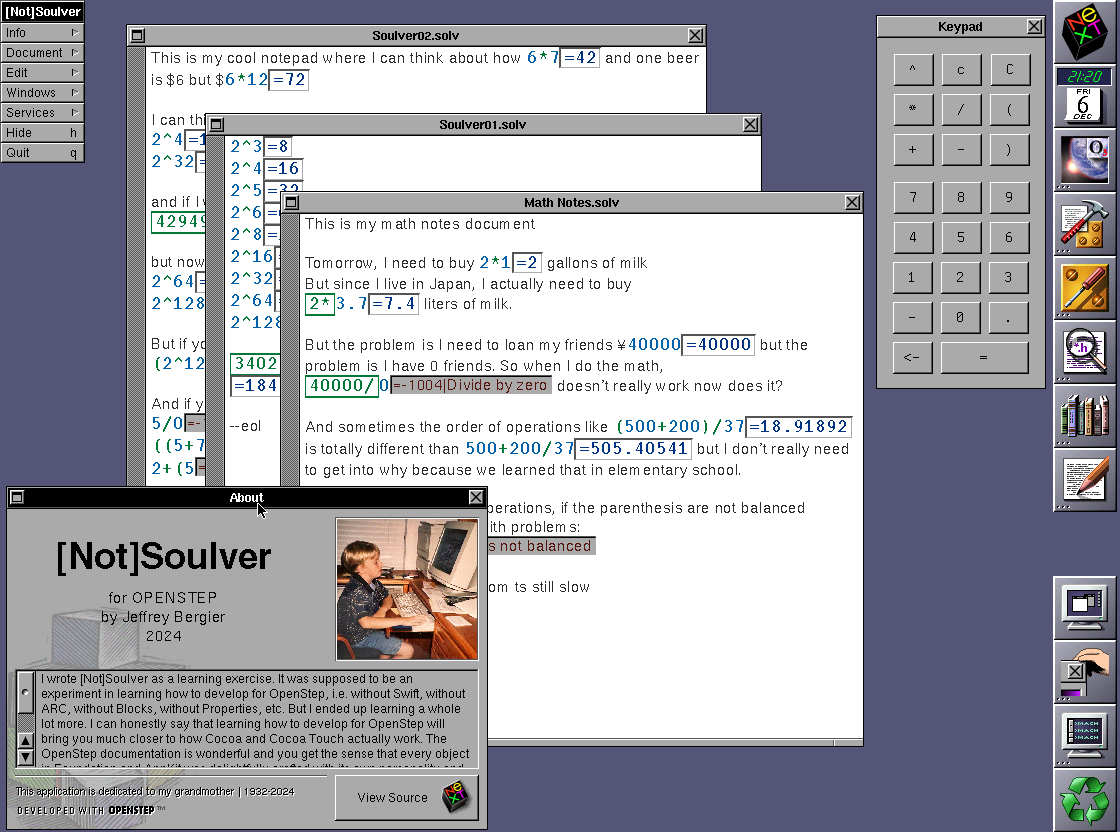 [Not]Soulver
Info
Document
Edit
Windows
Services
Hide h
Quit q
Soulver02.solv
This is my cool notepad where I can think about how 6*7=42 and one beer
is $6 but $6*12=72
I can thi
2^4=1
2^32=
and if I w
42949
but now
2^64=
2^128
But if yo
(2^12
And if y
5/0=-
((5+7
2+(5=
Soulver01.solv
2^3=8
2^4=16
2^5=32
2^6=
2^8=
2^16
2^32
2^64
2^128
3402
=184
--eol
Math Notes.solv
This is my math notes document
Tomorrow, I need to buy 2*1=2 gallons of milk
But since I live in Japan, I actually need to buy
2*3.7=7.4 liters of milk.
But the problem is I need to loan my friends ¥40000=40000 but the
problem is I have 0 friends. So when I do the math,
40000/0=-1004|Divide by zero doesn't really work now does it?
And sometimes the order of operations like (500+200)/37=18.91892
is totally different than 500+200/37=505.40541 but I don't really need
to get into why because we learned that in elementary school.
perations, if the parenthesis are not balanced
ith problems:
s not balanced
om ts still slow
About
[Not]Soulver
for OPENSTEP
by Jeffrey Bergier
2024
I wrote [Not]Soulver as a learning exercise. It was supposed to be an
experiment in learning how to develop for OpenStep, i.e. without Swift, without
ARC, without Blocks, without Properties, etc. But I ended up learning a whole
lot more. I can honestly say that learning how to develop for OpenStep will
bring you much closer to how Cocoa and Cocoa Touch actually work. The
OpenStep documentation is wonderful and you get the sense that every object
This application is dedicated to my grandmother | 1932-2024
DEVELOPED WITH OPENSTEP™
View Source
Keypad
^ c C
* / (
+ - )
7 8 9
4 5 6
1 2 3
- 0 .
<- =
NeXT
21:20
FRI
6
DEC
*.h
MACH
MACH
MACH